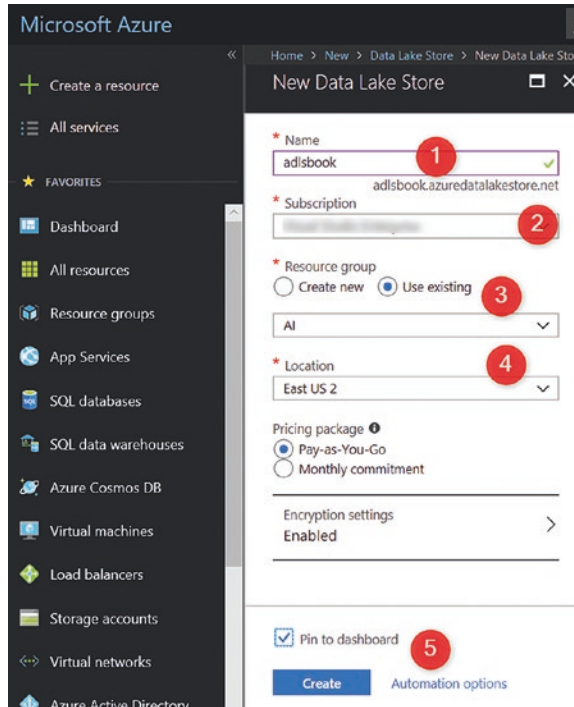 Microsoft Azure
«
Home > New > Data Lake Store > New Data Lake Sto
New Data Lake Store
Create a resource
All services
FAVORITES
Dashboard
All resources
Resource groups
App Services
SQL databases
SQL data warehouses
Azure Cosmos DB
Virtual machines
Load balancers
Storage accounts
Virtual networks
Azure Active Directory
* Name
1
adlsbook
adlsbook.azuredatalakestore.net
* Subscription
2
* Resource group
Create new Use existing
3
AI
4
* Location
East US 2
Pricing package
Pay-as-You-Go
Monthly commitment
Encryption settings
Enabled
Pin to dashboard
5
Create Automation options